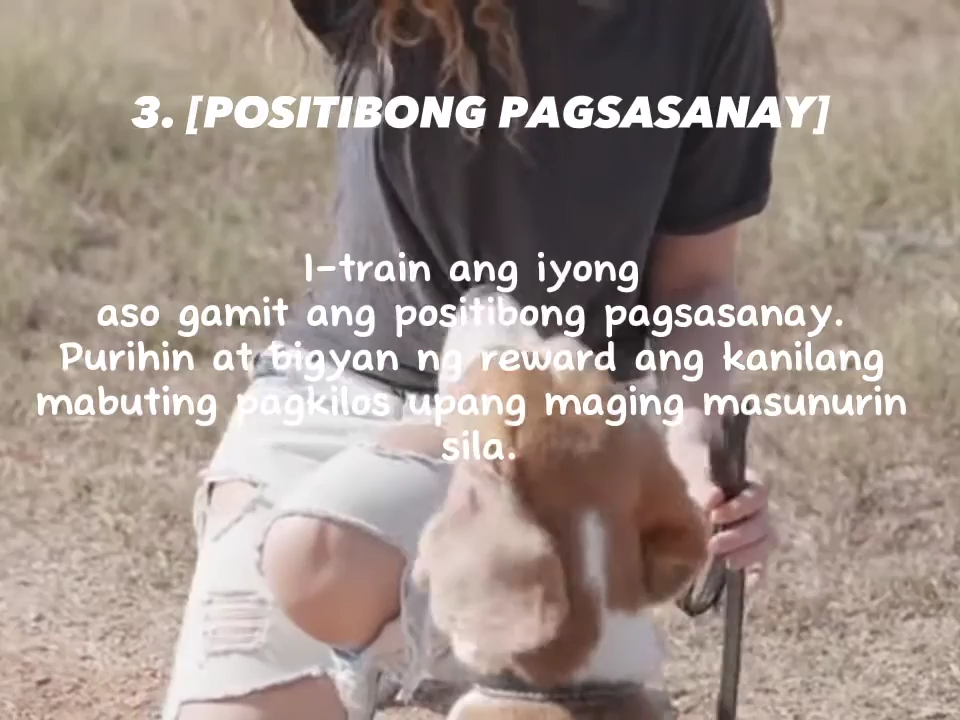 3. [POSITIBONG PAGSASANAY]
I-train ang iyong
aso gamit ang positibong pagsasanay.
Purihin at bigyan ng reward ang kanilang
mabuting pagkilos upang maging masunurin
sila.